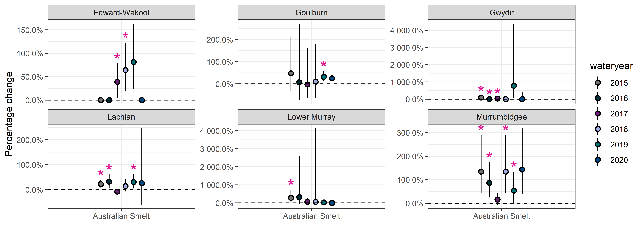 Edward-Wakool
Goulburn
Gwydir
150.0%
100.0%
50.0%
0.0%
200.0%
100.0%
0.0%
4 000.0%
3 000.0%
2 000.0%
1 000.0%
0.0%
Percentage change
Lachlan
Lower Murray
Murrumbidgee
200.0%
100.0%
0.0%
4 000.0%
3 000.0%
2 000.0%
1 000.0%
0.0%
300.0%
200.0%
100.0%
0.0%
Australian Smelt
Australian Smelt
Australian Smelt
wateryear
2015
2016
2017
2018
2019
2020